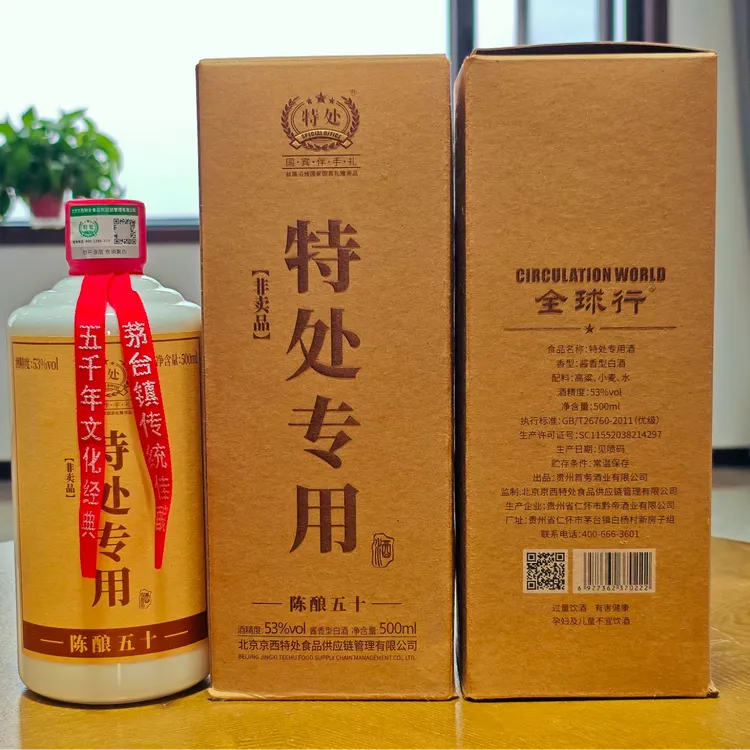 特处
酒精度:53%vol
净含量:500ml
五千年文化经典
茅台镇传统佳藏
【非卖品】
特处专用
酒
陈酿五十
特处
SPECIAL OFFICE
国·宾·伴·手·礼
【非卖品】
特处专用
酒
陈酿五十
酒精度:53%vol 酱香型白酒 净含量:500ml
北京京西特处食品供应链管理有限公司
BEIJING JINGXI TECHU FOOD SUPPLY CHAIN MANAGEMENT CO.,LTD.
CIRCULATION WORLD
全球行
食品名称:特处专用酒
香型:酱香型白酒
配料:高粱、小麦、水
酒精度:53%vol
净含量:500ml
执行标准:GB/T26760-2011(优级)
生产许可证号:SC11552038214297
生产日期:见喷码
贮存条件:常温保存
出品:贵州首务酒业有限公司
监制:北京京西特处食品供应链管理有限公司
生产企业:贵州省仁怀市黔帝酒业有限公司
厂址:贵州省仁怀市茅台镇白杨村新房子组
联系电话:400-666-3601
6927362370222
过量饮酒 有害健康
孕妇及儿童不宜饮酒